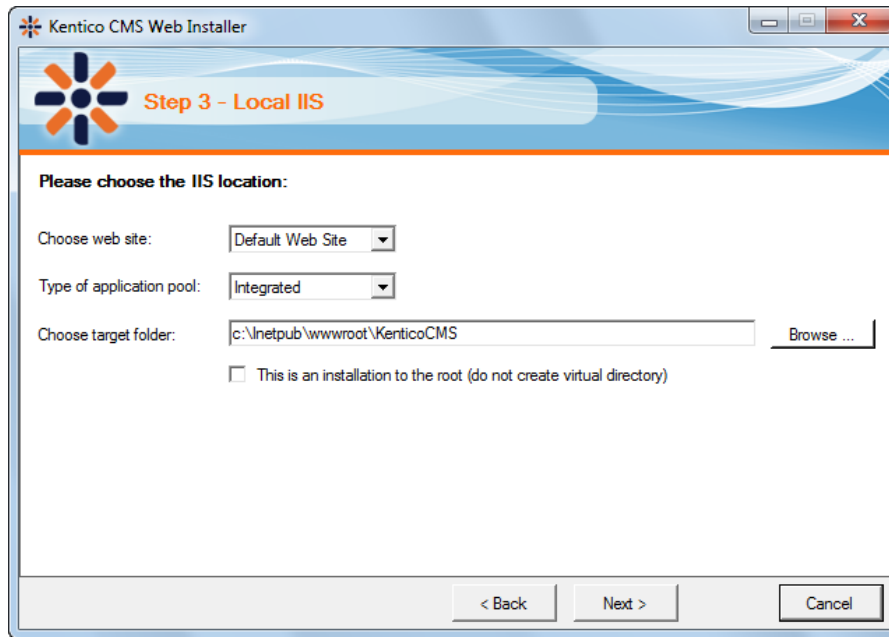 Kentico CMS Web Installer
Step 3 - Local IIS
Please choose the IIS location:
Choose web site: Default Web Site
Type of application pool: Integrated
Choose target folder: c:\Inetpub\wwwroot\KenticoCMS Browse ...
This is an installation to the root (do not create virtual directory)
< Back Next > Cancel